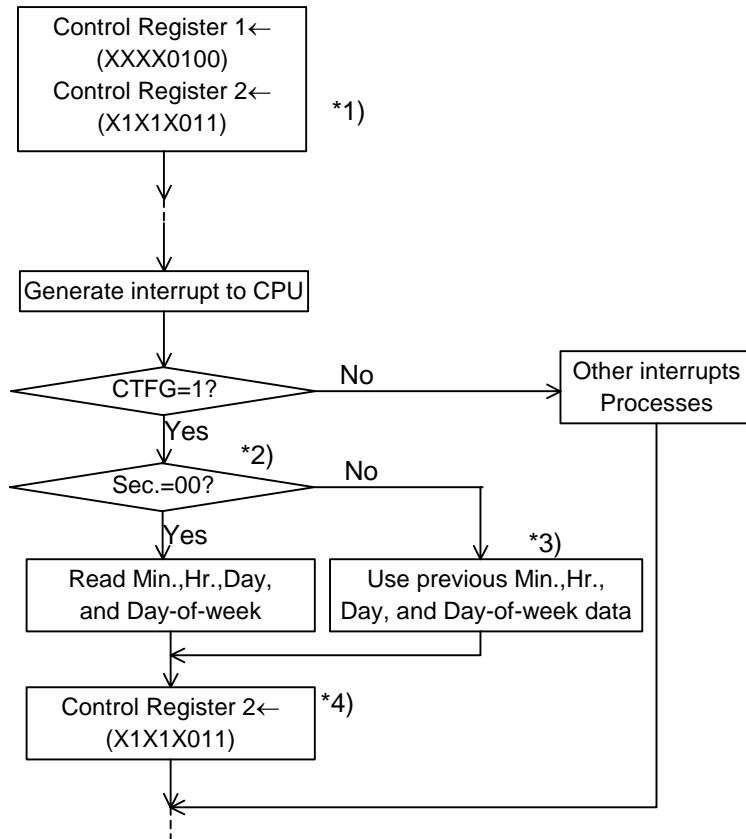 Control Register 1←
(XXXX0100)
Control Register 2←
(X1X1X011)
*1)
Generate interrupt to CPU
CTFG=1?
No
Other interrupts
Processes
Yes
*2)
Sec.=00?
No
Yes
*3)
Read Min.,Hr.,Day,
and Day-of-week
Use previous Min.,Hr.,
Day, and Day-of-week data
Control Register 2←
(X1X1X011)
*4)